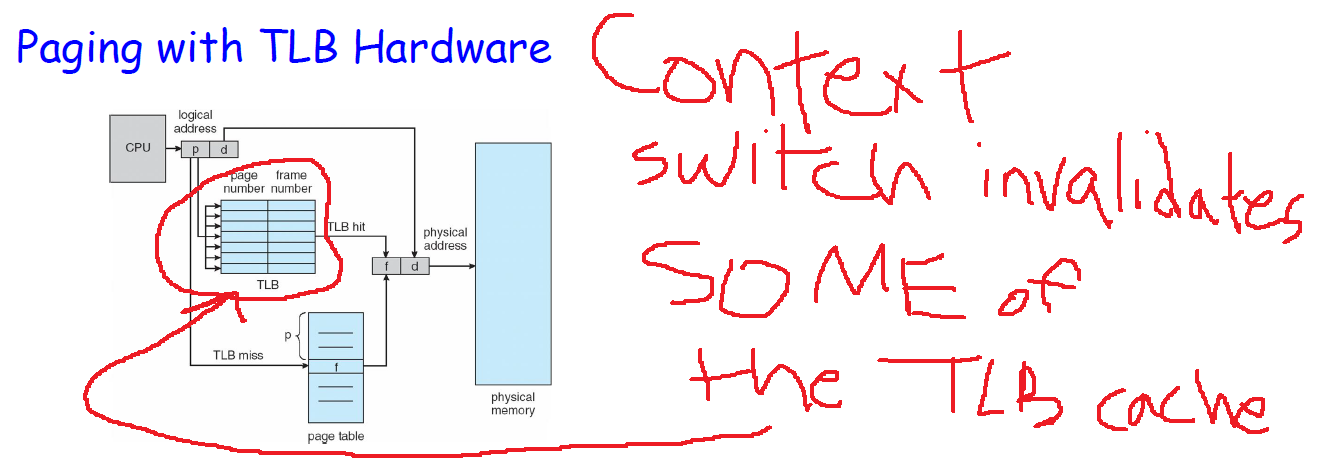 Paging with TLB Hardware
Context
switch invalidates
SOME of
the TLB cache
logical
address
CPU
p d
page
number
frame
number
TLB hit
TLB
physical
address
f d
p
TLB miss
f
page table
physical
memory